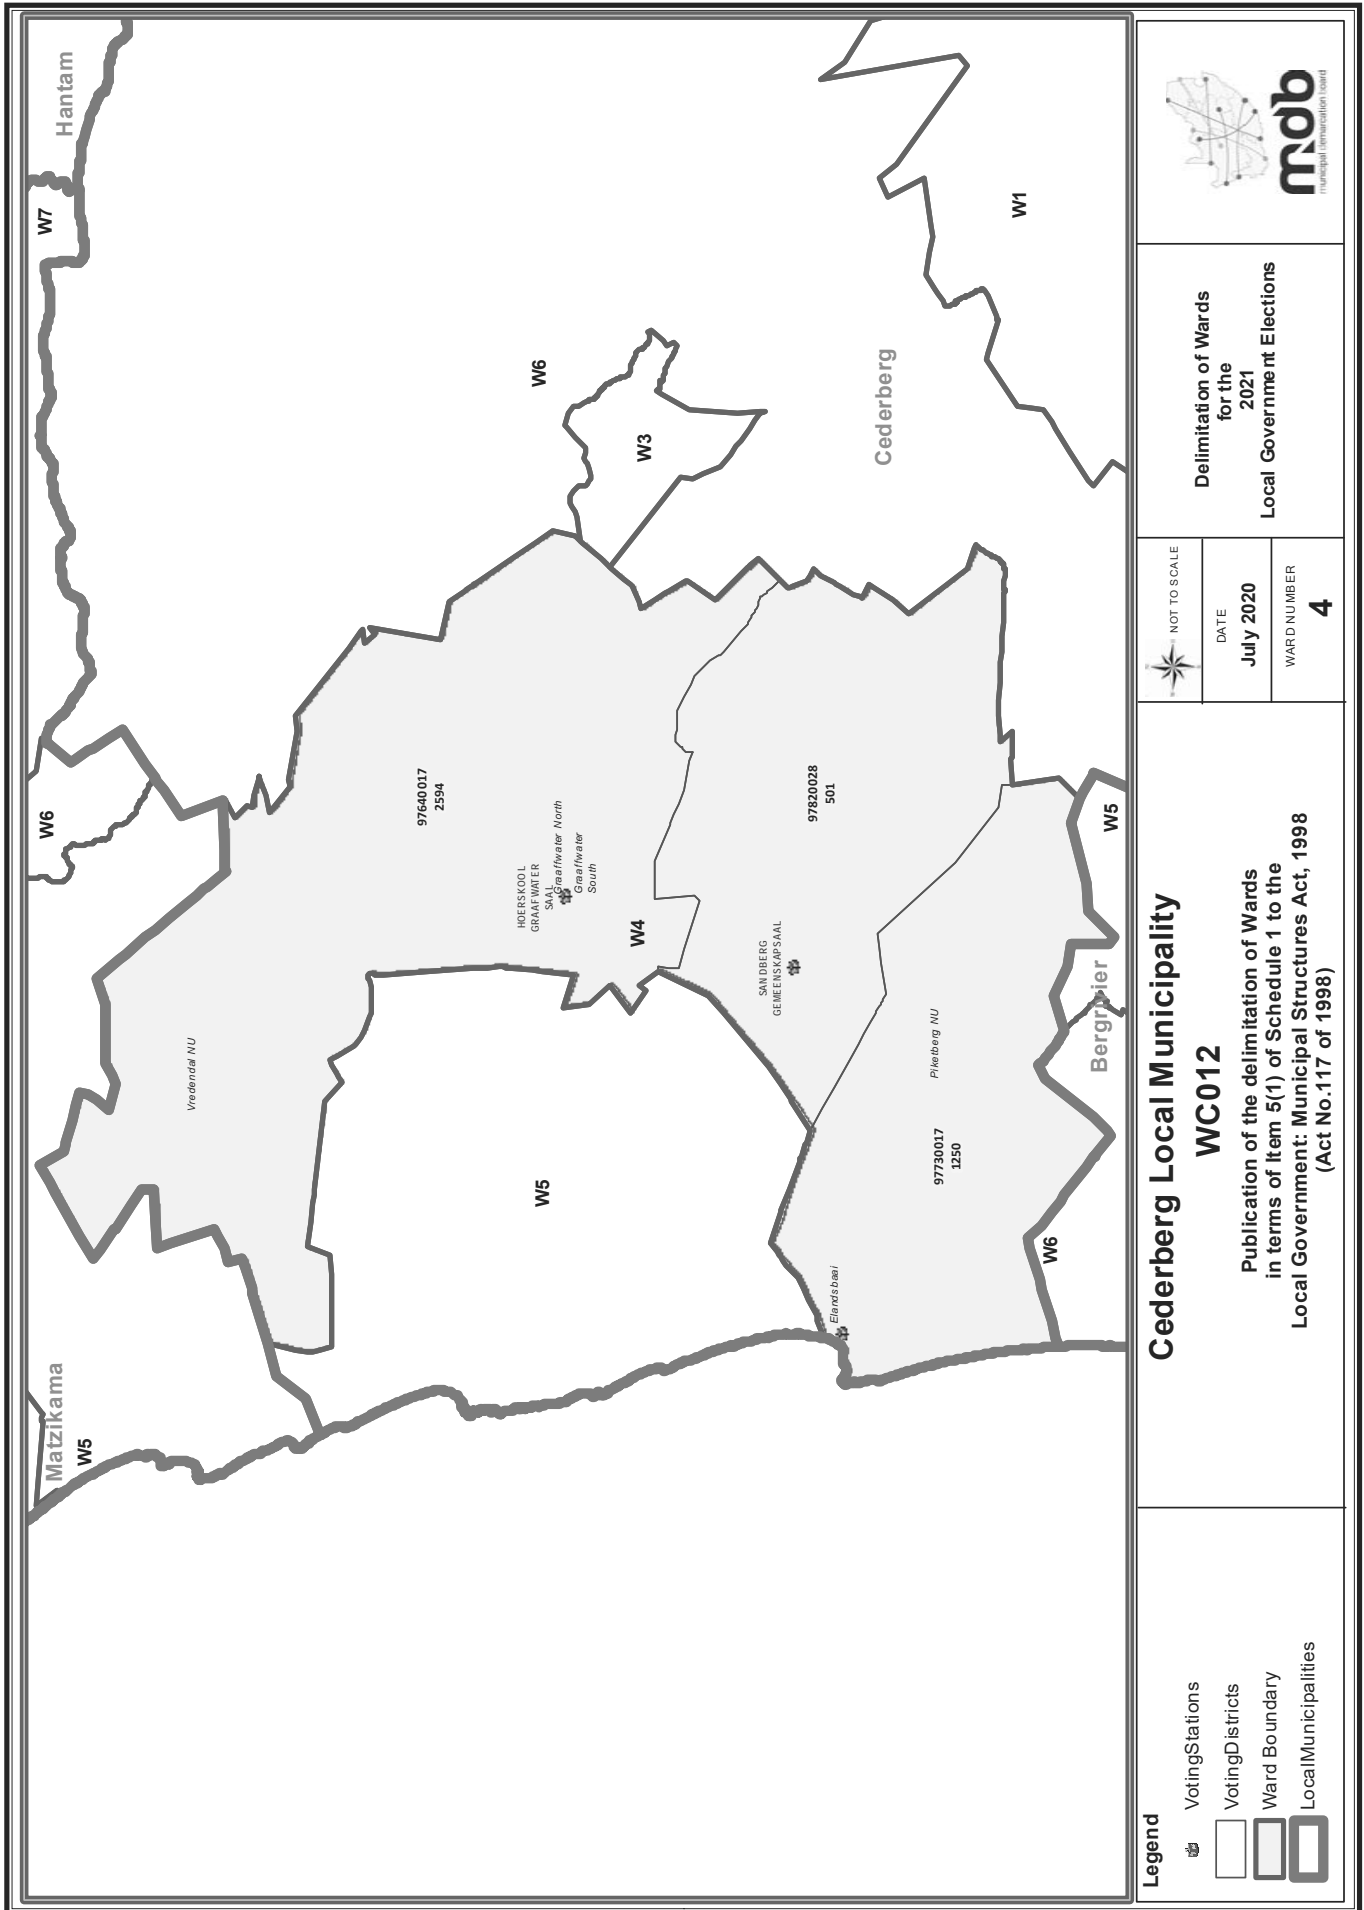 Hantam
W7
W6
W3
W1
Cederberg
W6
97640017
2594
HOERSKOOL
GRAAFWATER
SAAL
Graaffwater North
Graaffwater
South
W4
97820028
501
SANDBERG
GEMEENSKAPSAAL
Vredendal NU
W5
Piketberg NU
97730017
1250
Elandsbaai
Bergrivier
W5
W6
Matzikama
W5
Legend
VotingStations
VotingDistricts
Ward Boundary
LocalMunicipalities
Cederberg Local Municipality
WC012
Publication of the delimitation of Wards
in terms of Item 5(1) of Schedule 1 to the
Local Government: Municipal Structures Act, 1998
(Act No.117 of 1998)
NOT TO SCALE
DATE
July 2020
WARD NUMBER
4
Delimitation of Wards
for the
2021
Local Government Elections
mdb
municipal demarcation board